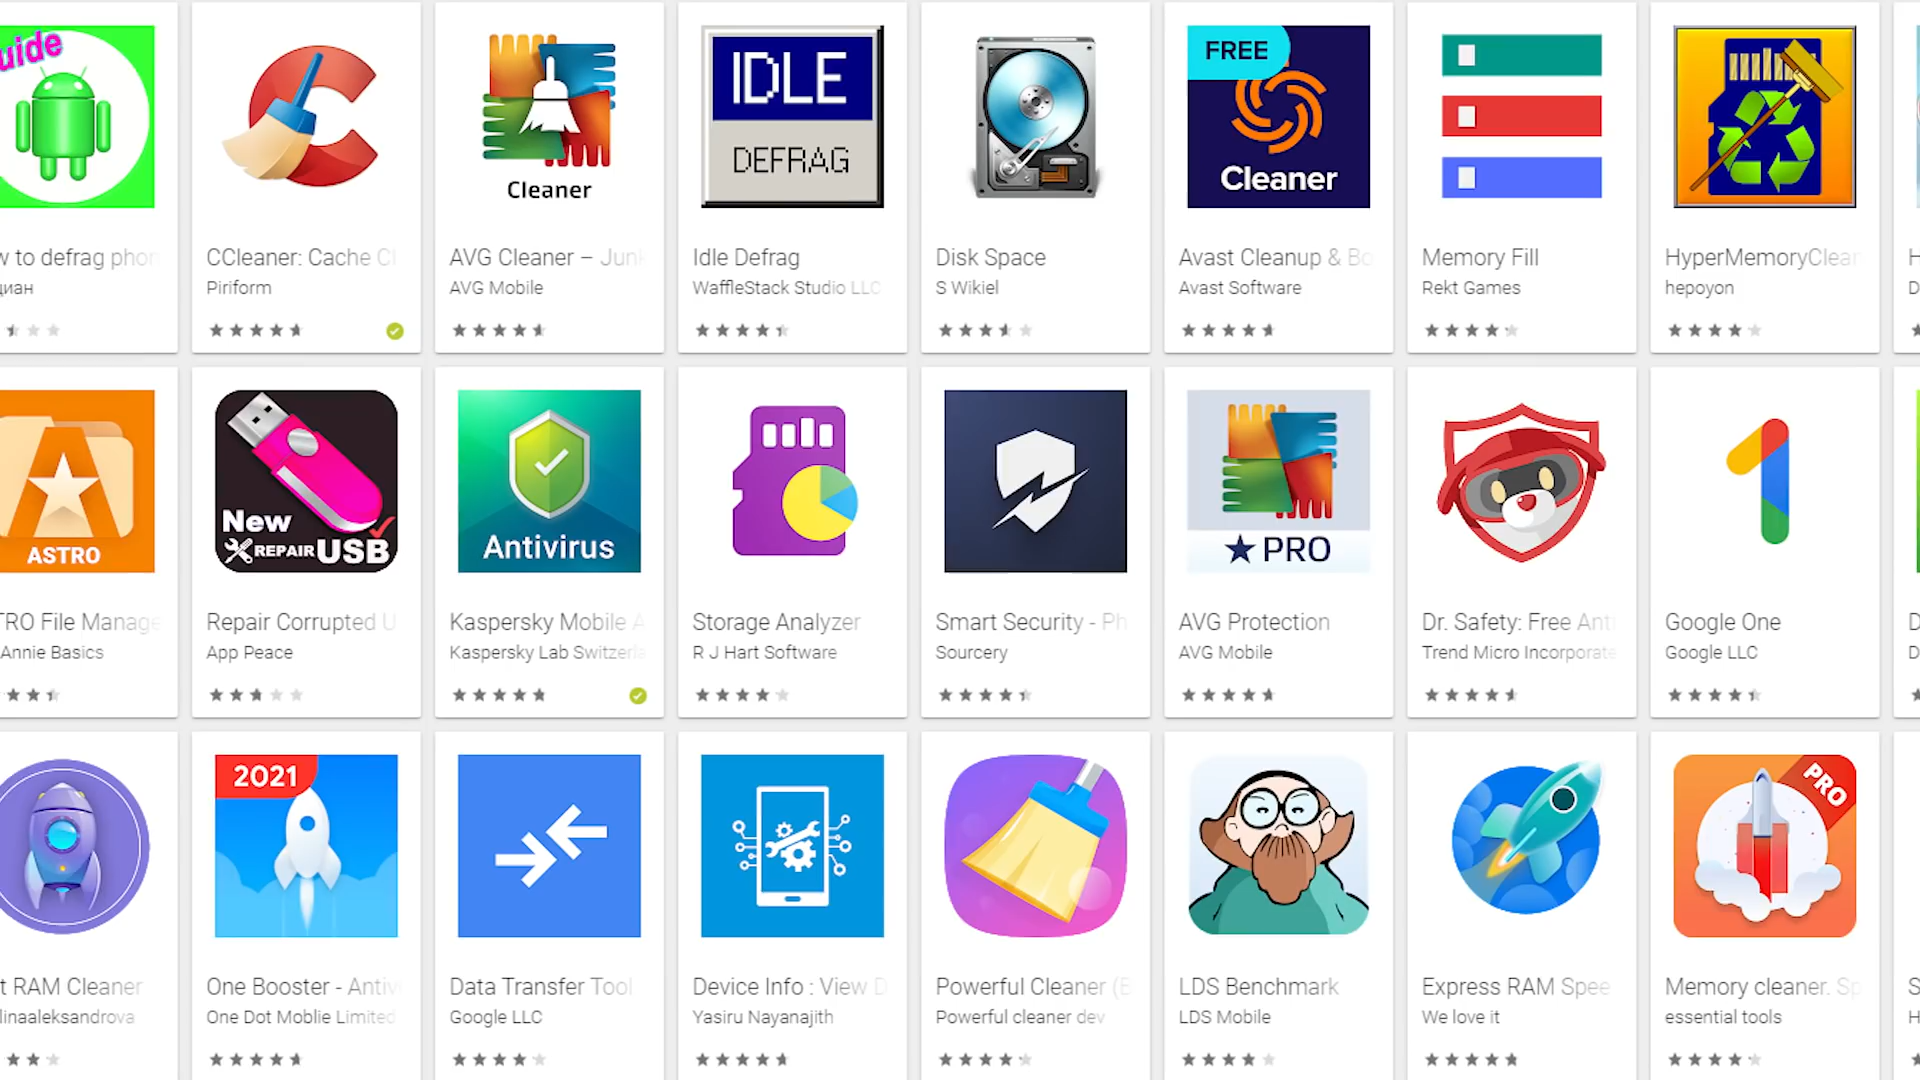 uide
w to defrag phon
циан
CCleaner: Cache Cl
Piriform
Cleaner
AVG Cleaner – Junk
AVG Mobile
IDLE
DEFRAG
Idle Defrag
WaffleStack Studio LLC
Disk Space
S Wikiel
FREE
Cleaner
Avast Cleanup & Bo
Avast Software
Memory Fill
Rekt Games
HyperMemoryClean
hepoyon
H
D
ASTRO
TRO File Manage
Annie Basics
New
REPAIR USB
Repair Corrupted U
App Peace
Antivirus
Kaspersky Mobile A
Kaspersky Lab Switzerla
Storage Analyzer
R J Hart Software
Smart Security - Ph
Sourcery
PRO
AVG Protection
AVG Mobile
Dr. Safety: Free Anti
Trend Micro Incorporate
Google One
Google LLC
D
D
t RAM Cleaner
linaaleksandrova
2021
One Booster - Antiv
One Dot Moblie Limited
Data Transfer Tool
Google LLC
Device Info : View D
Yasiru Nayanajith
Powerful Cleaner (B
Powerful cleaner dev
LDS Benchmark
LDS Mobile
Express RAM Spee
We love it
PRO
Memory cleaner. Sp
essential tools
S
H